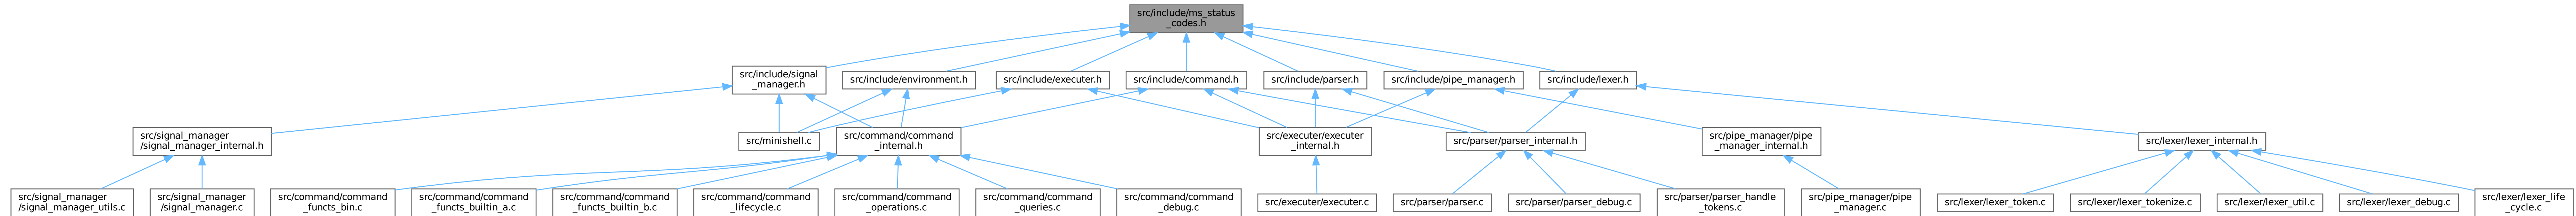 src/include/ms_status
_codes.h
src/include/signal
_manager.h
src/include/environment.h
src/include/executer.h
src/include/command.h
src/include/parser.h
src/include/pipe_manager.h
src/include/lexer.h
src/signal_manager
/signal_manager_internal.h
src/minishell.c
src/command/command
_internal.h
src/executer/executer
_internal.h
src/parser/parser_internal.h
src/pipe_manager/pipe
_manager_internal.h
src/lexer/lexer_internal.h
src/signal_manager
/signal_manager_utils.c
src/signal_manager
/signal_manager.c
src/command/command
_functs_bin.c
src/command/command
_functs_builtin_a.c
src/command/command
_functs_builtin_b.c
src/command/command
_lifecycle.c
src/command/command
_operations.c
src/command/command
_queries.c
src/command/command
_debug.c
src/executer/executer.c
src/parser/parser.c
src/parser/parser_debug.c
src/parser/parser_handle
_tokens.c
src/pipe_manager/pipe
_manager.c
src/lexer/lexer_token.c
src/lexer/lexer_tokenize.c
src/lexer/lexer_util.c
src/lexer/lexer_debug.c
src/lexer/lexer_life
_cycle.c